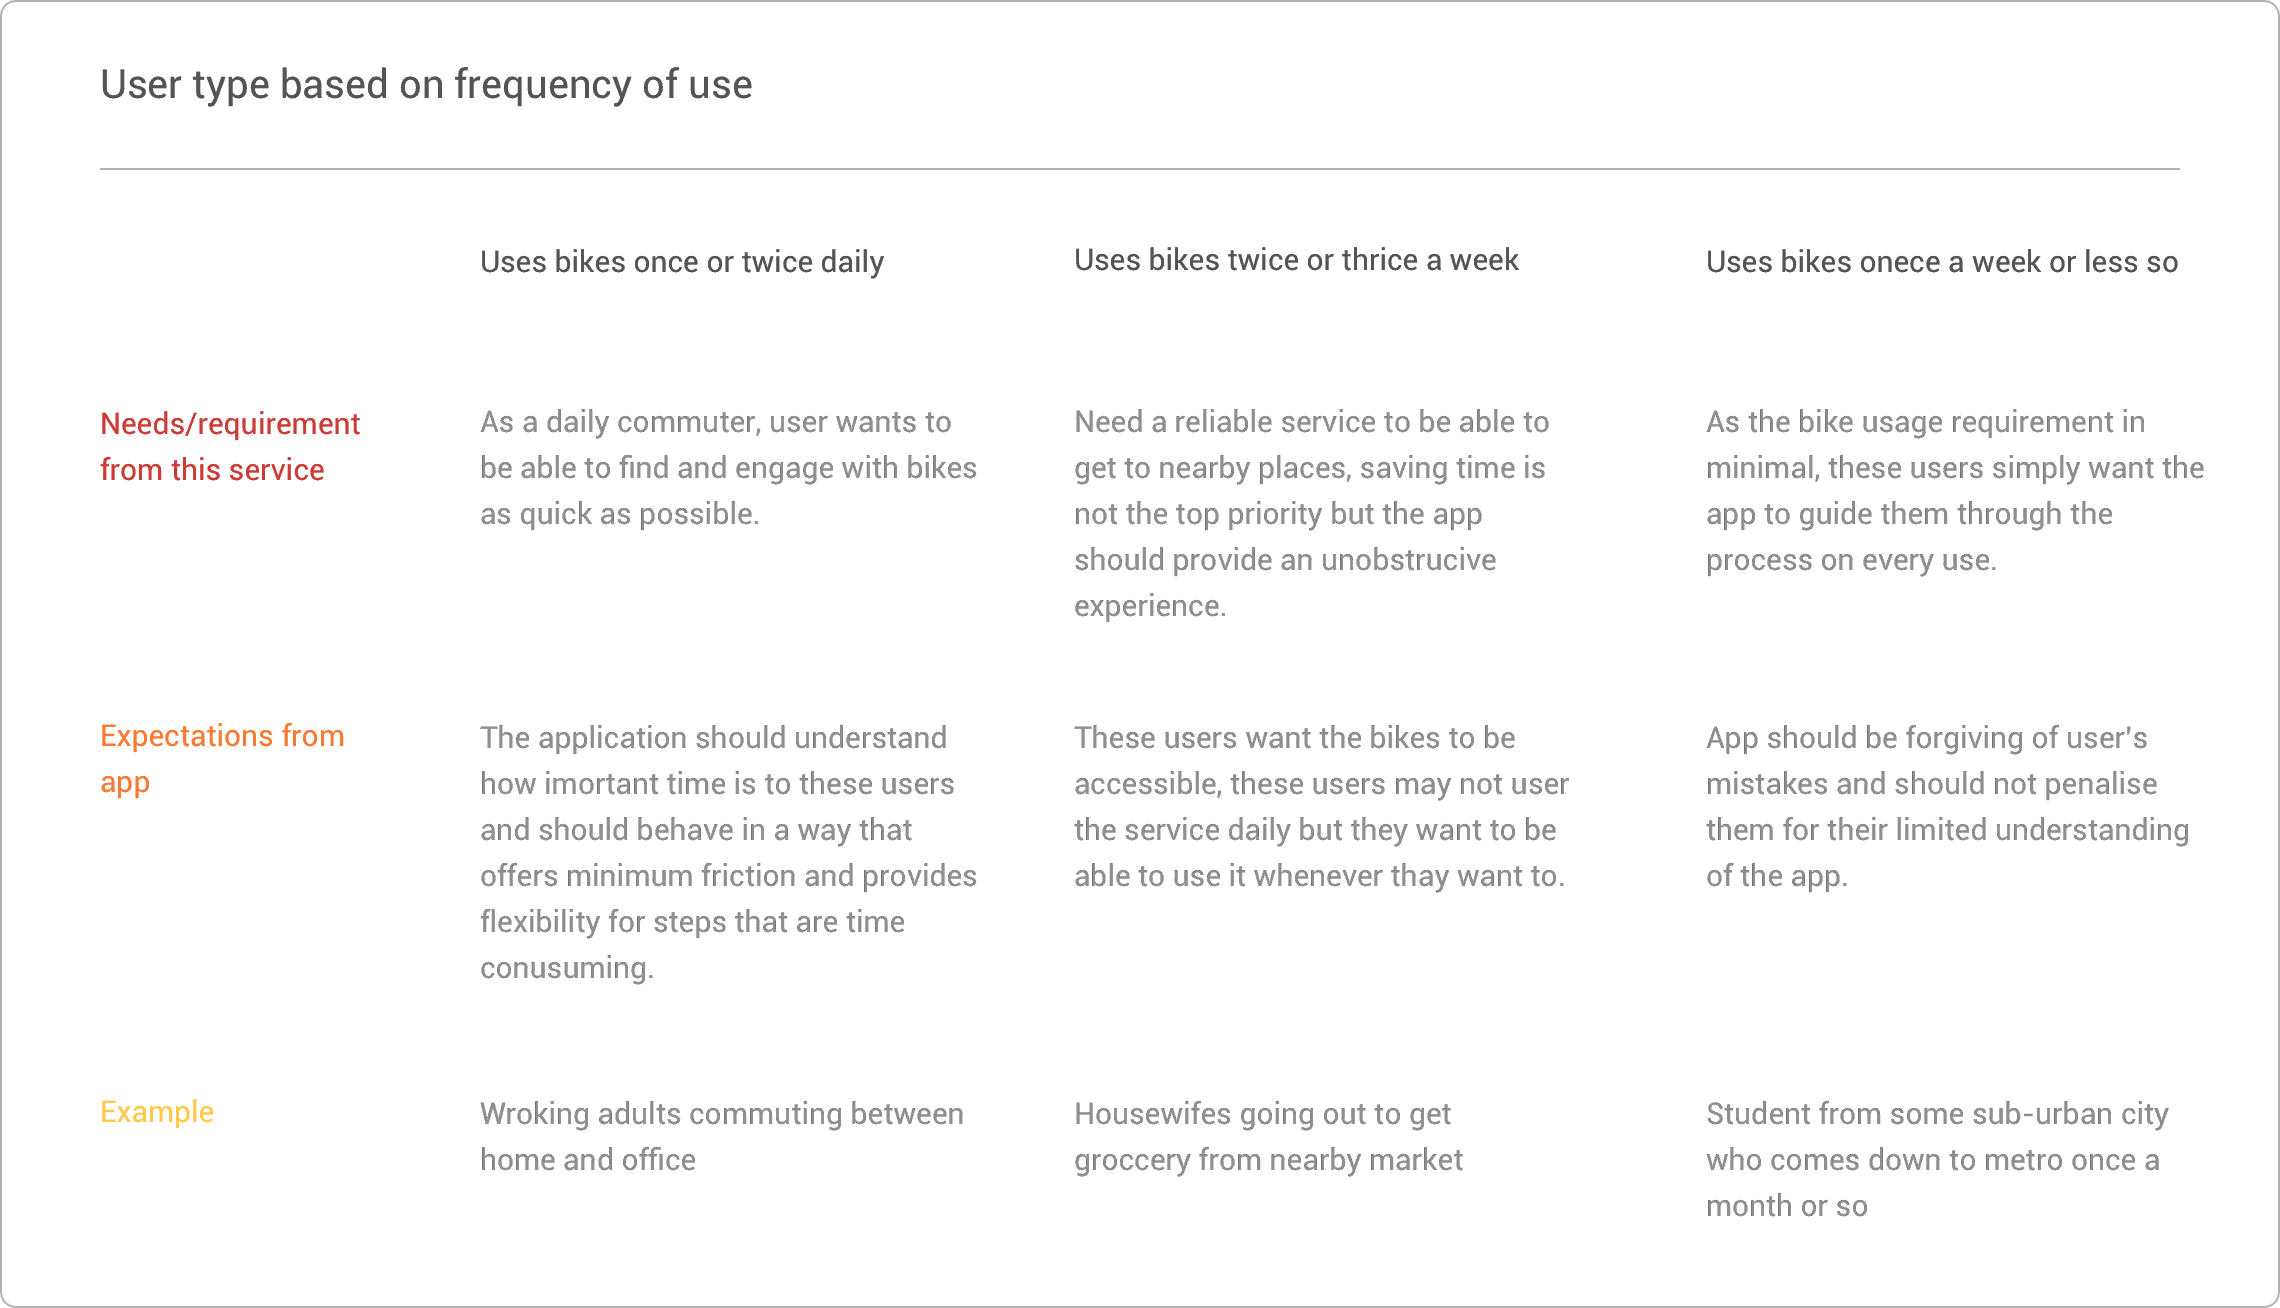 User type based on frequency of use
Uses bikes once or twice daily
Uses bikes twice or thrice a week
Uses bikes onece a week or less so
Needs/requirement
from this service
As a daily commuter, user wants to
be able to find and engage with bikes
as quick as possible.
Need a reliable service to be able to
get to nearby places, saving time is
not the top priority but the app
should provide an unobstrucive
experience.
As the bike usage requirement in
minimal, these users simply want the
app to guide them through the
process on every use.
Expectations from
app
The application should understand
how imortant time is to these users
and should behave in a way that
offers minimum friction and provides
flexibility for steps that are time
conusuming.
These users want the bikes to be
accessible, these users may not user
the service daily but they want to be
able to use it whenever thay want to.
App should be forgiving of user's
mistakes and should not penalise
them for their limited understanding
of the app.
Example
Wroking adults commuting between
home and office
Housewifes going out to get
groccery from nearby market
Student from some sub-urban city
who comes down to metro once a
month or so